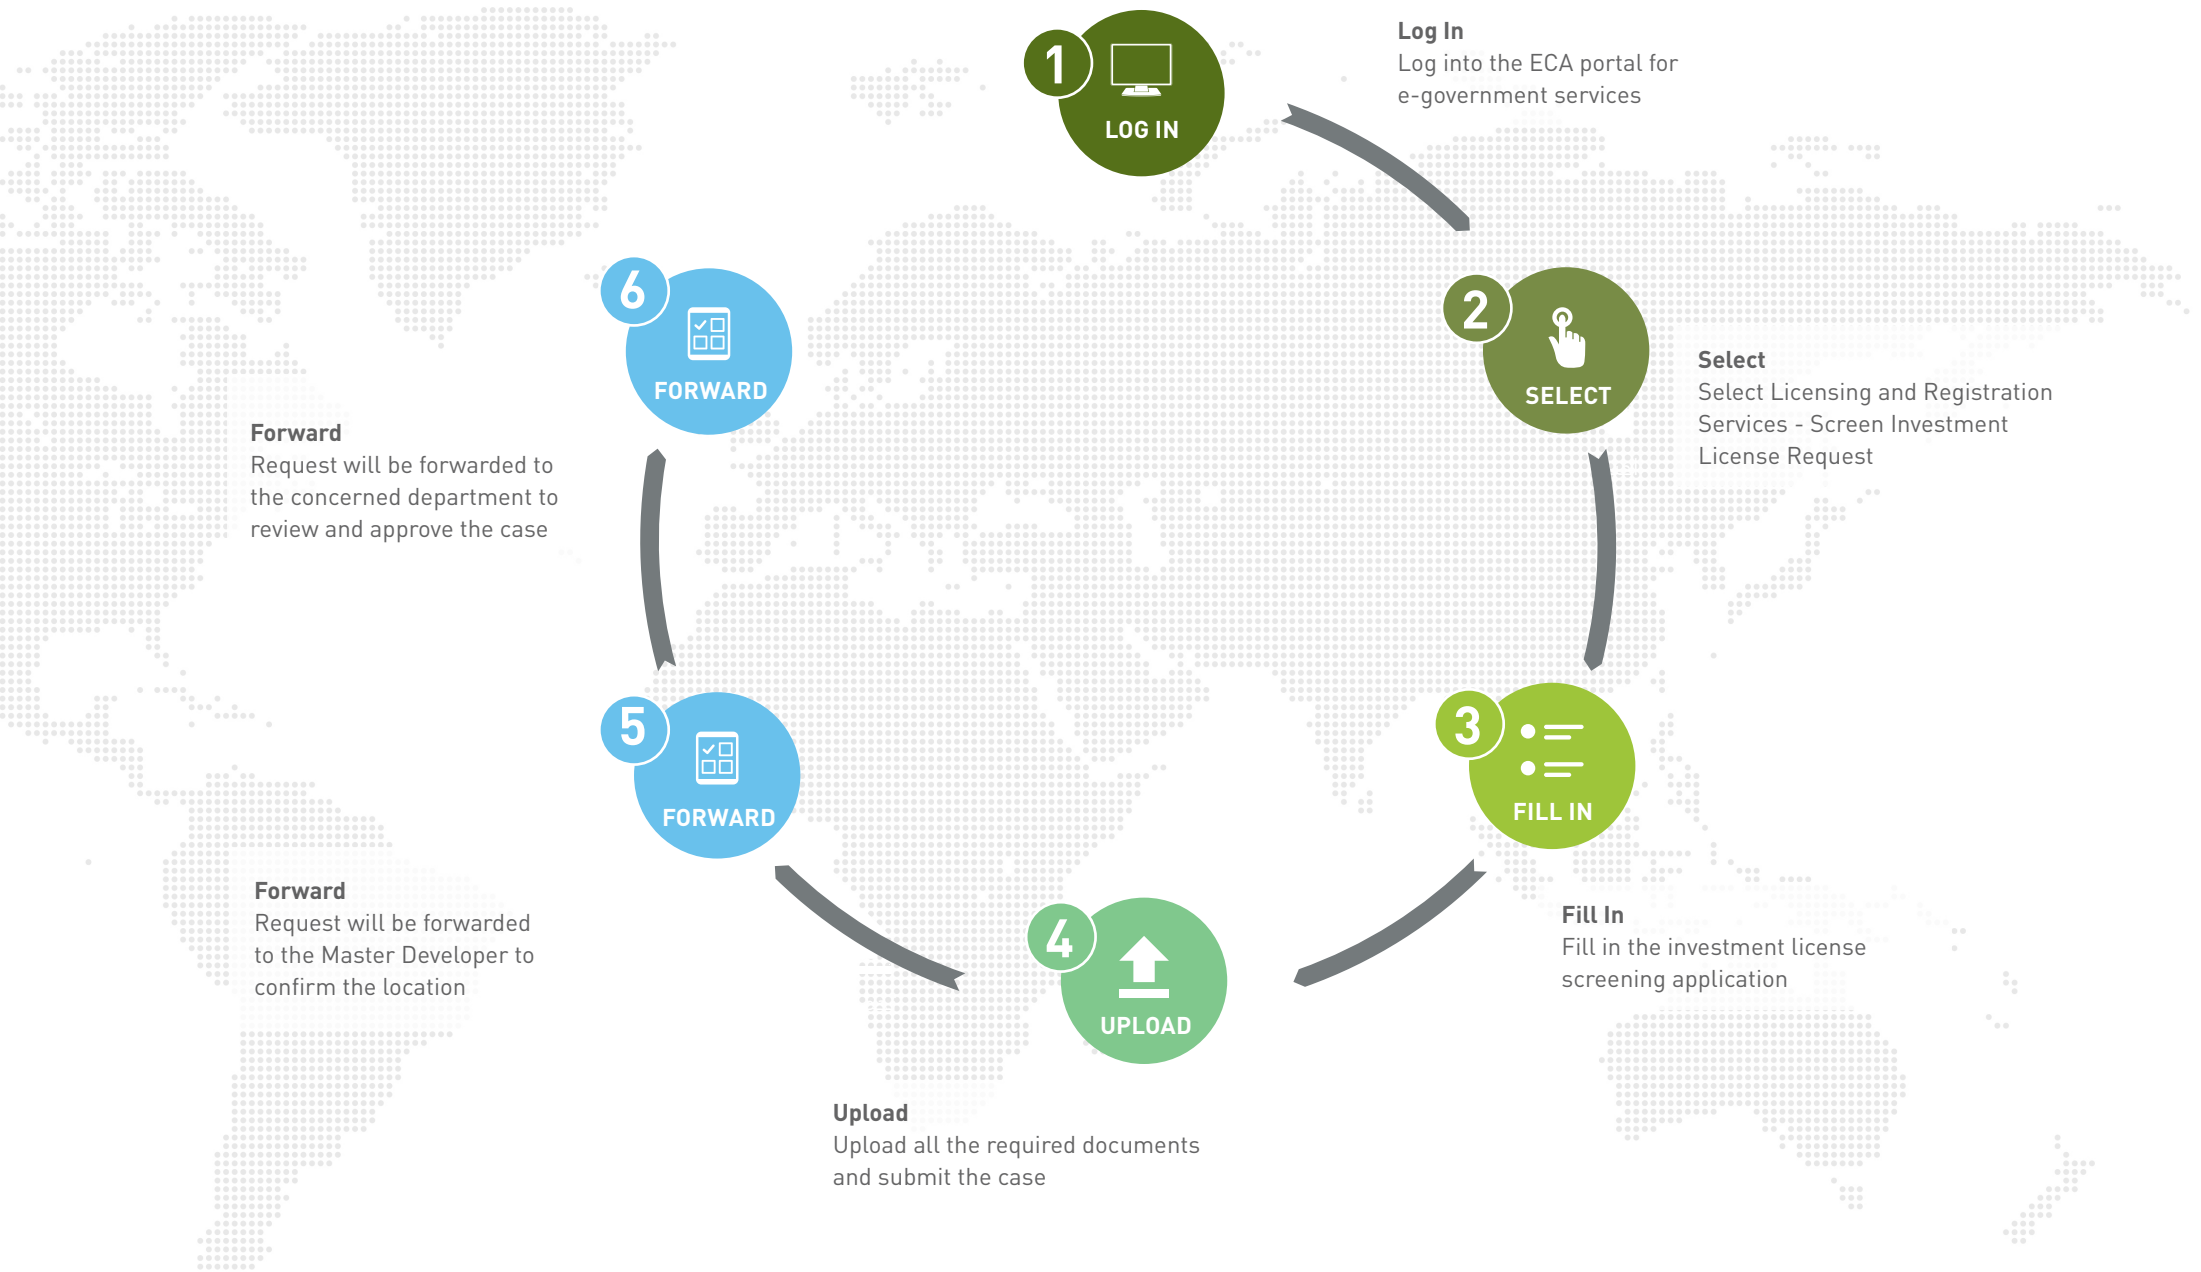 1
LOG IN
Log In
Log into the ECA portal for
e-government services
2
SELECT
Select
Select Licensing and Registration
Services - Screen Investment
License Request
3
FILL IN
Fill In
Fill in the investment license
screening application
4
UPLOAD
Upload
Upload all the required documents
and submit the case
5
FORWARD
Forward
Request will be forwarded
to the Master Developer to
confirm the location
6
FORWARD
Forward
Request will be forwarded to
the concerned department to
review and approve the case